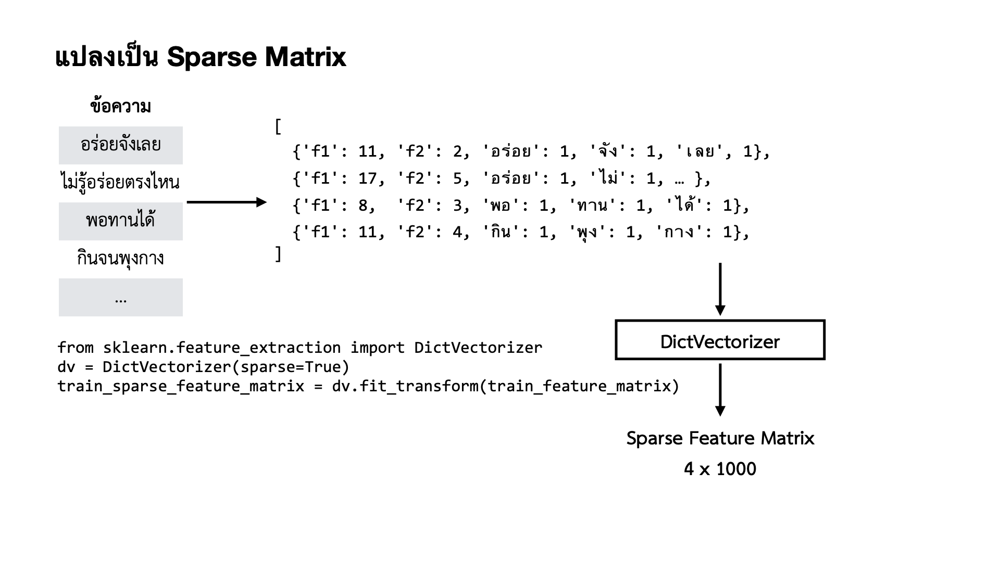 แปลงเป็น Sparse Matrix
ข้อความ
อร่อยจังเลย
ไม่รู้อร่อยตรงไหน
พอทานได้
กินจนพุงกาง
...
[
{'f1': 11, 'f2': 2, 'อร่อย': 1, 'จัง': 1, 'เลย', 1},
{'f1': 17, 'f2': 5, 'อร่อย': 1, 'ไม่': 1, … },
{'f1': 8, 'f2': 3, 'พอ': 1, 'ทาน': 1, 'ได้': 1},
{'f1': 11, 'f2': 4, 'กิน': 1, 'พุง': 1, 'กาง': 1},
]
from sklearn.feature_extraction import DictVectorizer
dv = DictVectorizer(sparse=True)
train_sparse_feature_matrix = dv.fit_transform(train_feature_matrix)
DictVectorizer
Sparse Feature Matrix
4 x 1000